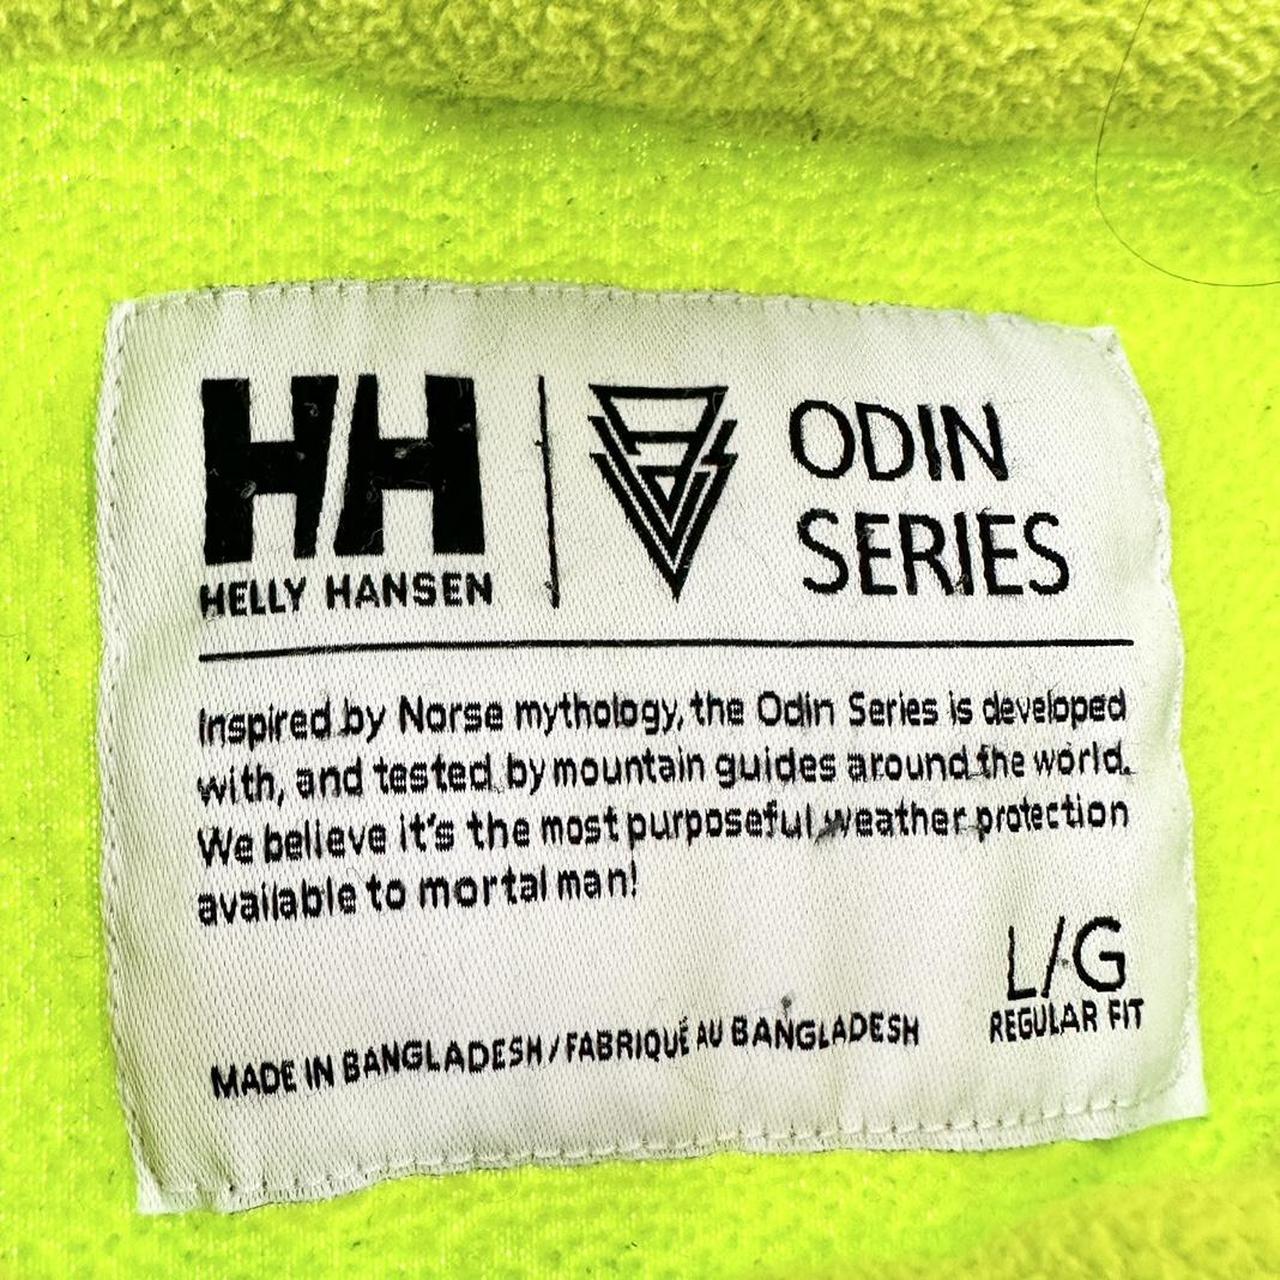 HH
HELLY HANSEN
ODIN
SERIES
Inspired by Norse mythology, the Odin Series is developed
with, and tested by mountain guides around the world.
We believe it's the most purposeful weather protection
available to mortal man!
L/G
REGULAR FIT
MADE IN BANGLADESH / FABRIQUÉ AU BANGLADESH